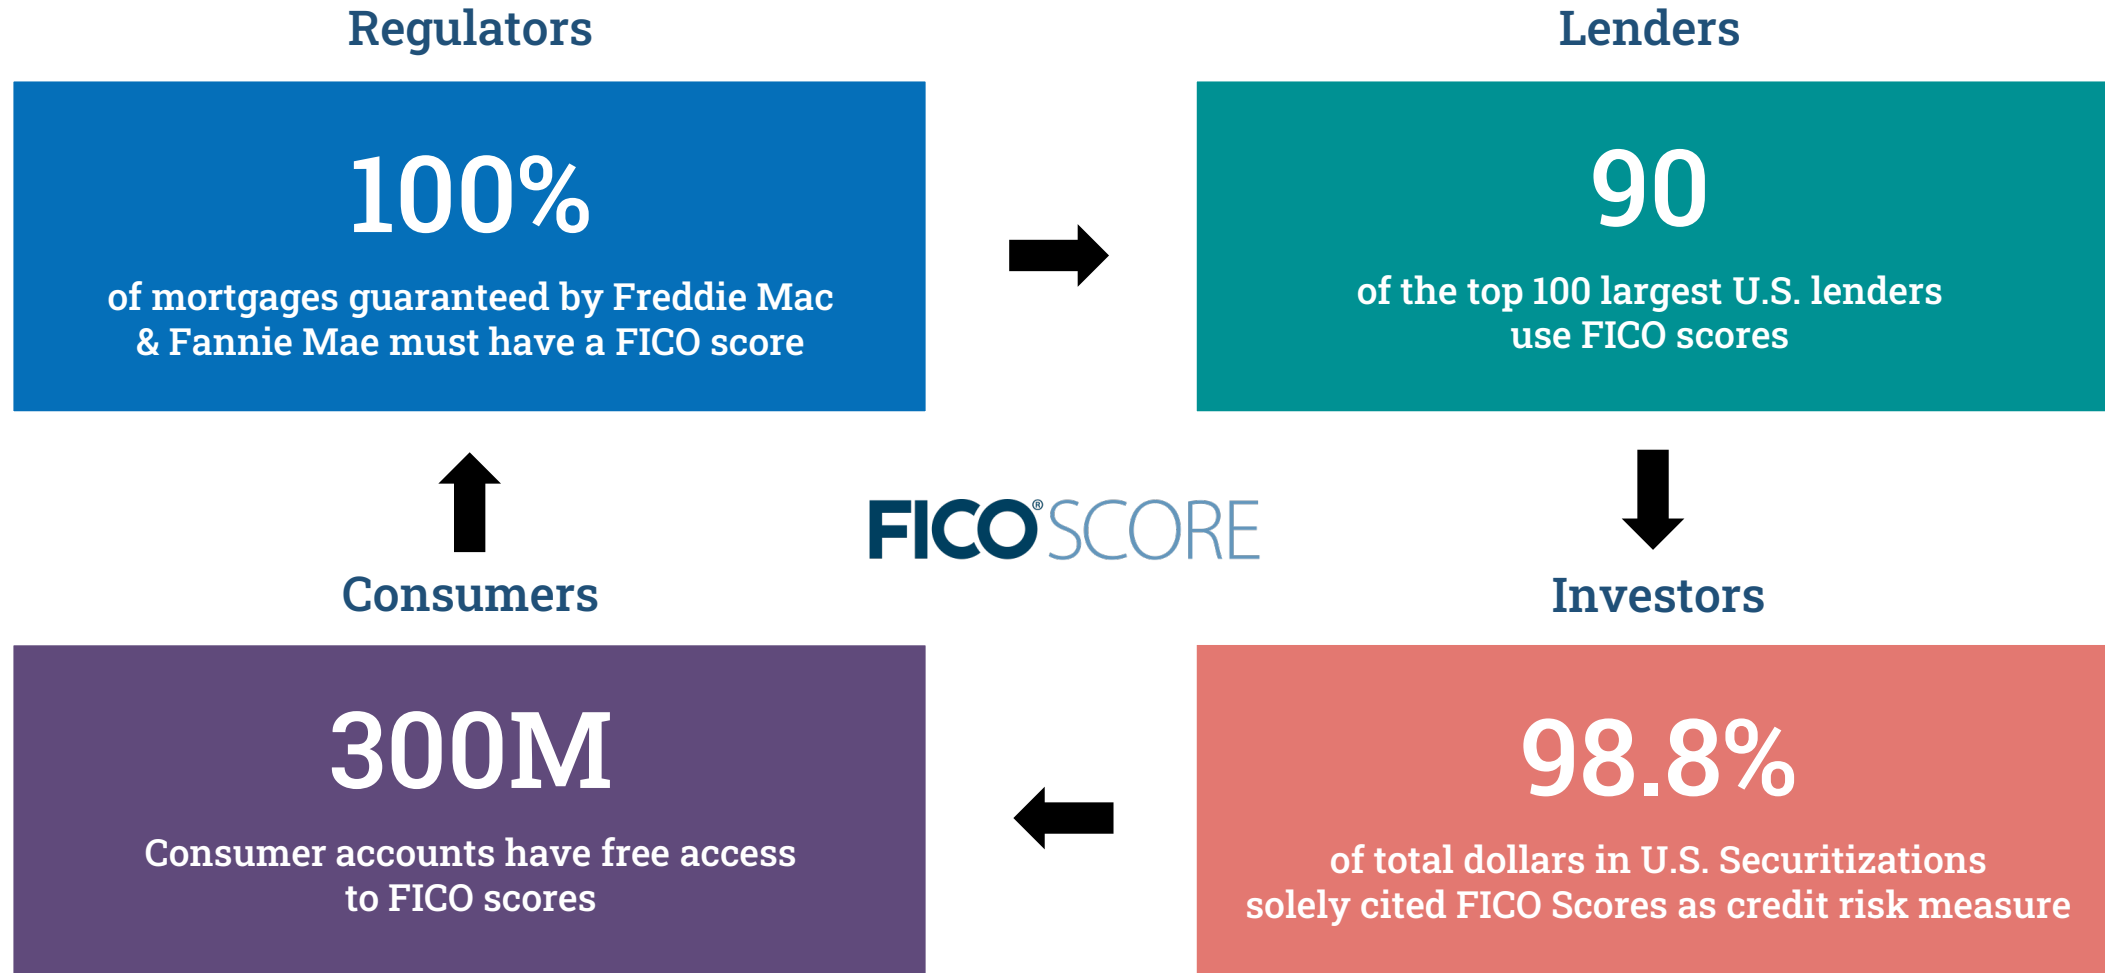 Regulators
100%
of mortgages guaranteed by Freddie Mac
& Fannie Mae must have a FICO score
Lenders
90
of the top 100 largest U.S. lenders
use FICO scores
FICO® SCORE
Consumers
300M
Consumer accounts have free access
to FICO scores
Investors
98.8%
of total dollars in U.S. Securitizations
solely cited FICO Scores as credit risk measure